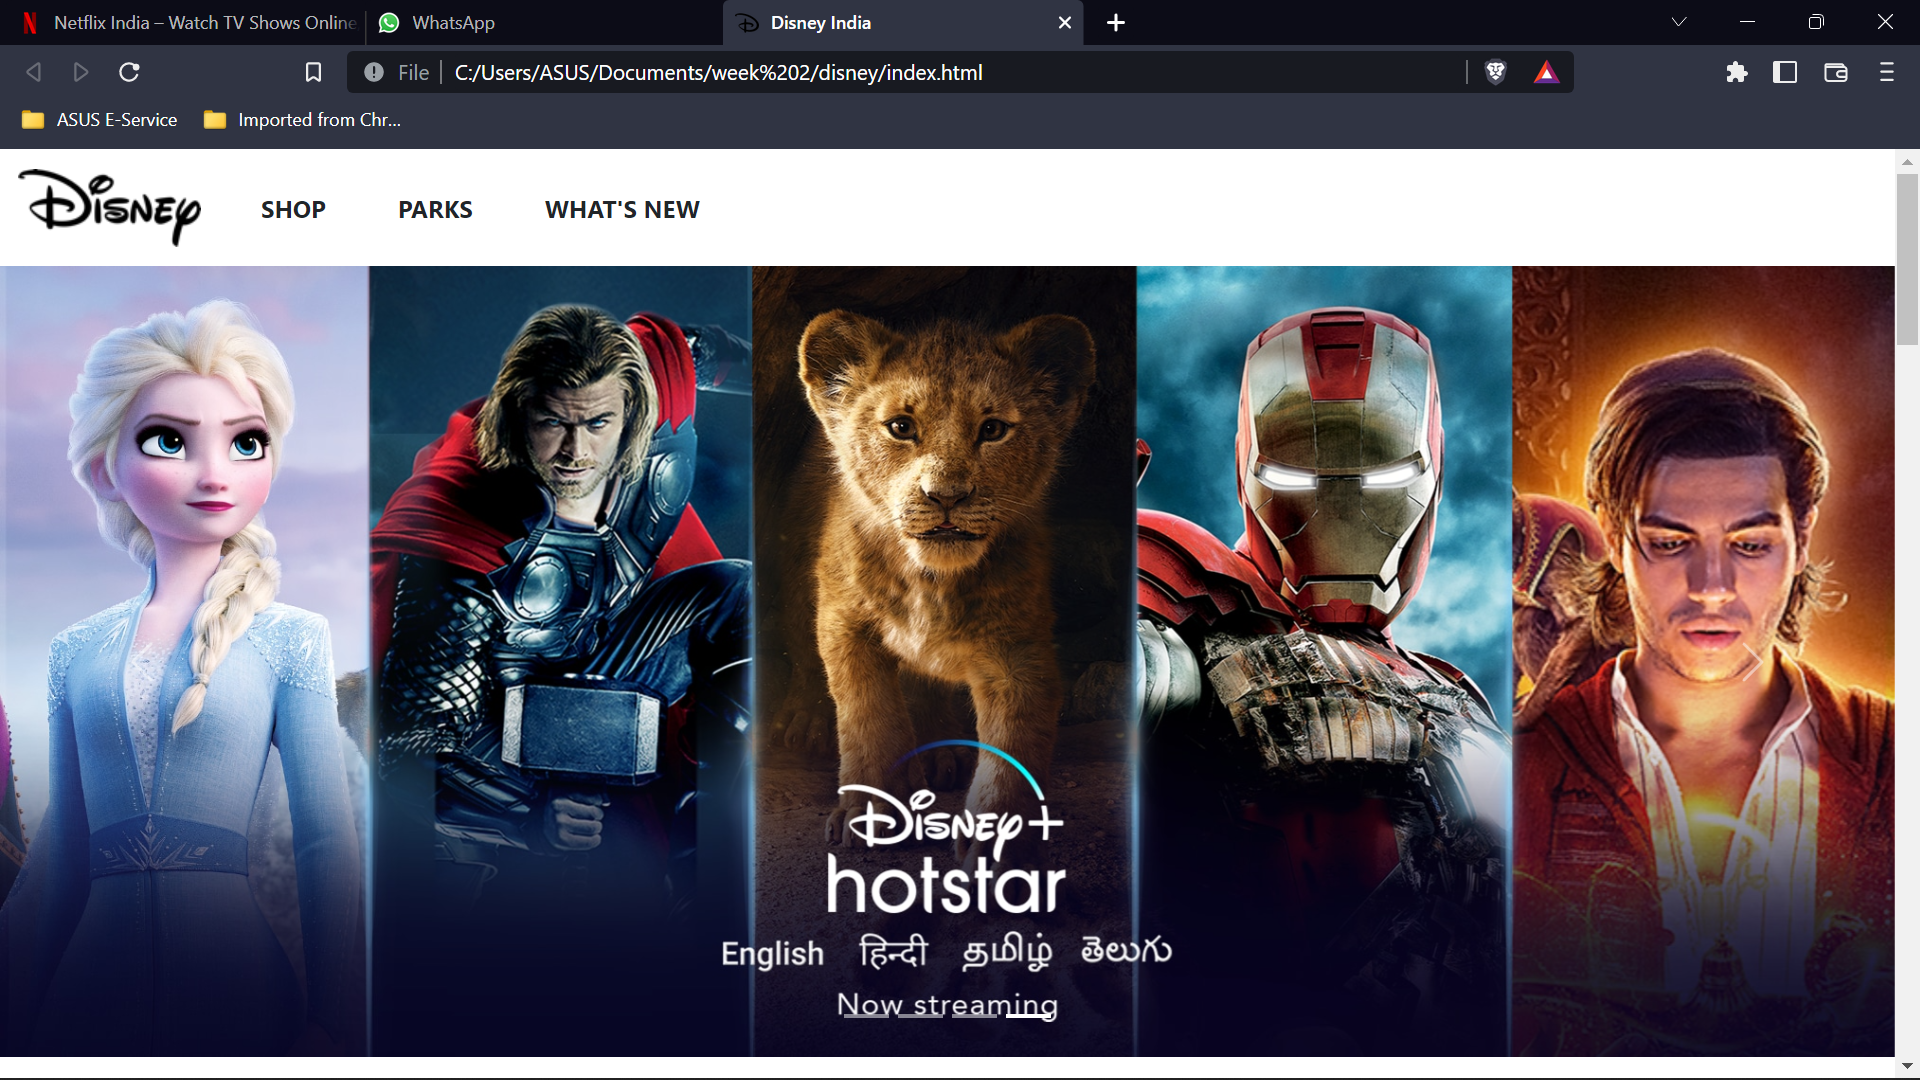 Netflix India – Watch TV Shows Online
WhatsApp
Disney India
File
C:/Users/ASUS/Documents/week%202/disney/index.html
ASUS E-Service
Imported from Chr...
Disney
SHOP
PARKS
WHAT'S NEW
Disney+
hotstar
English हिन्दी தமிழ் తెలుగు
Now streaming